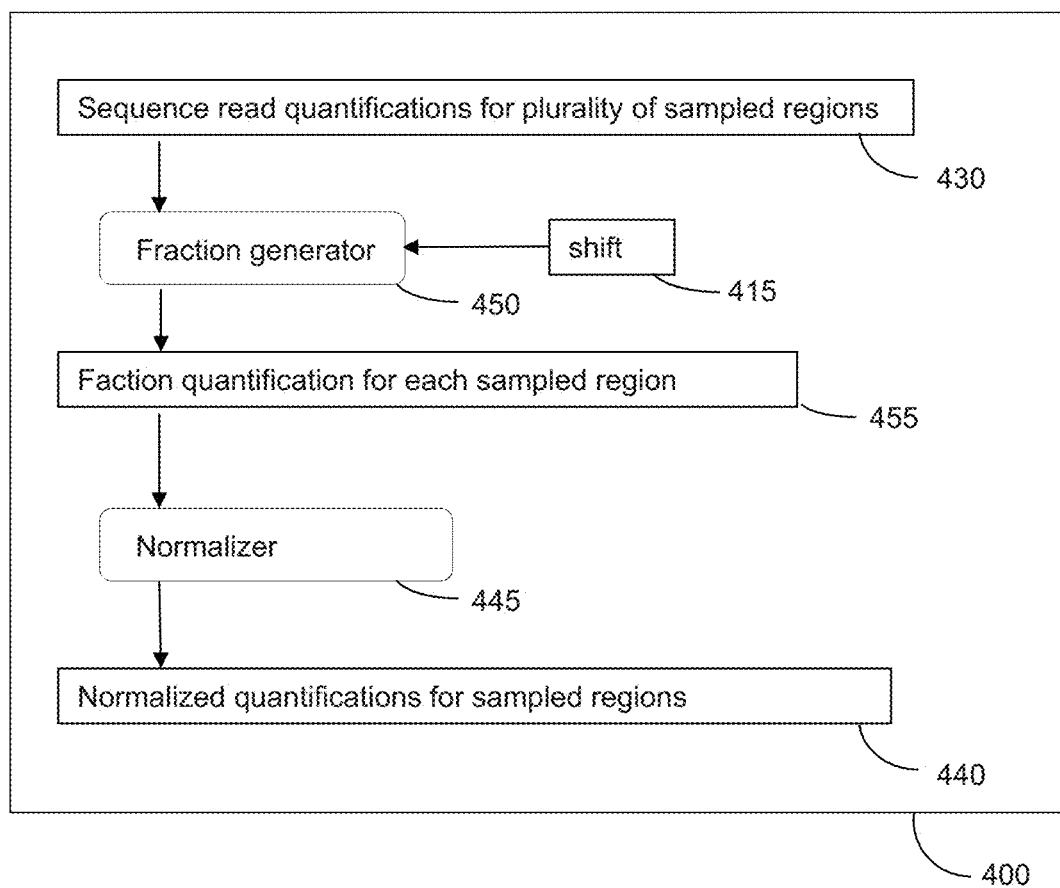 Sequence read quantifications for plurality of sampled regions
430
Fraction generator
shift
450
415
Faction quantification for each sampled region
455
Normalizer
445
Normalized quantifications for sampled regions
440
400